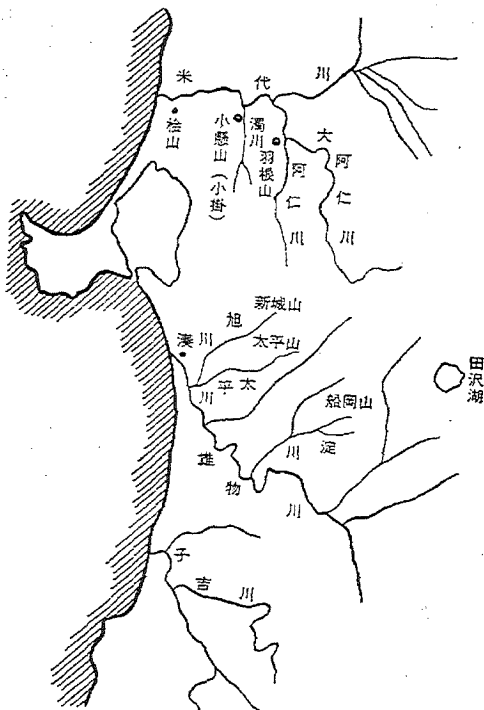 米代川
桧山
小懸山(小掛)
濁川
羽根山
阿仁川
大阿仁川
新城山
旭川
湊
太平山
太平川
船岡山
淀川
田沢湖
雄物川
子吉川